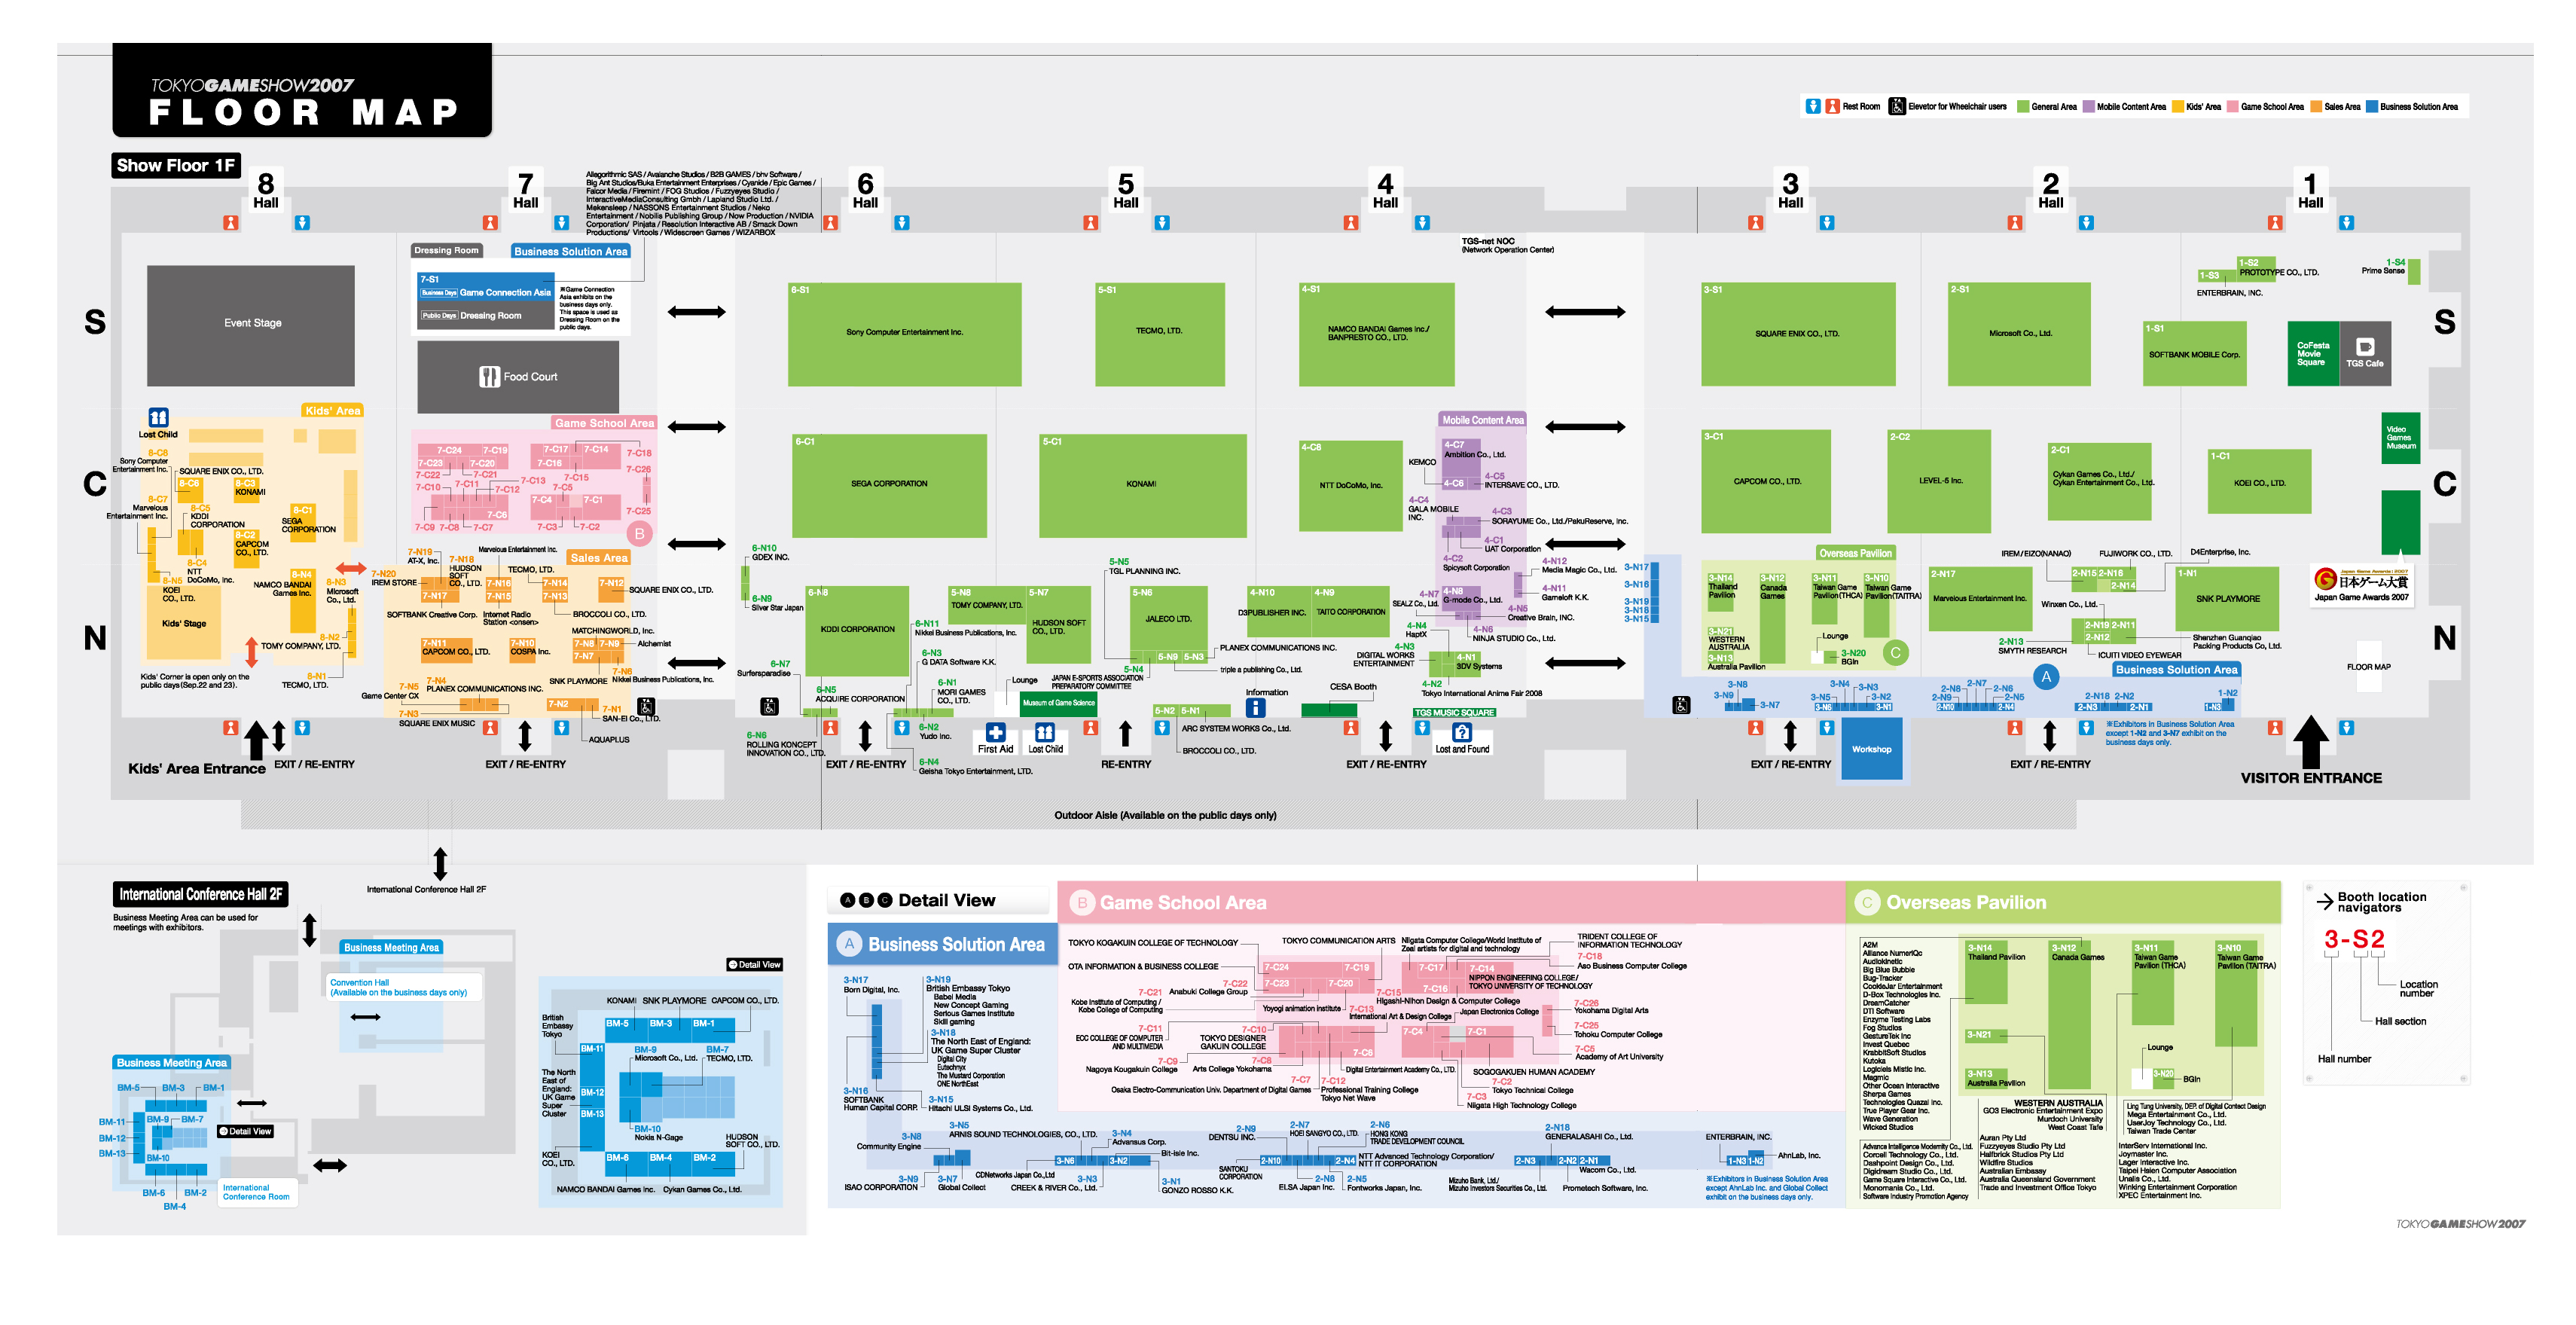 TOKYOGAMESHOW2007
FLOOR MAP
Rest Room
Elevetor for Wheelchair users
General Area
Mobile Content Area
Kids' Area
Game School Area
Sales Area
Business Solution Area
Show Floor 1F
8 Hall
7 Hall
6 Hall
5 Hall
4 Hall
3 Hall
2 Hall
1 Hall
Allegorithmic SAS / Avalanche Studios / B2B GAMES / bhv Software /
Big Ant Studios/Buka Entertainment Enterprises / Cyanide / Epic Games /
Falcor Media / Firemint / FOG Studios / Fuzzyeyes Studio /
InteractiveMediaConsulting Gmbh / Lapland Studio Ltd. /
Mekensleep / NASSONS Entertainment Studios / Neko
Entertainment / Nobilis Publishing Group / Now Production / NVIDIA
Corporation/ Pinjata / Resolution Interactive AB / Smack Down
Productions/ Virtools / Widescreen Games / WIZARBOX
S
C
N
Event Stage
Dressing Room
Business Solution Area
7-S1
Business Days Game Connection Asia
Public Days Dressing Room
※Game Connection
Asia exhibits on the
business days only.
This space is used as
Dressing Room on the
public days.
Food Court
6-S1
Sony Computer Entertainment Inc.
5-S1
TECMO, LTD.
4-S1
NAMCO BANDAI Games Inc./
BANPRESTO CO., LTD.
TGS-net NOC
(Network Operation Center)
3-S1
SQUARE ENIX CO., LTD.
2-S1
Microsoft Co., Ltd.
1-S1
SOFTBANK MOBILE Corp.
1-S2
PROTOTYPE CO., LTD.
1-S3
ENTERBRAIN, INC.
1-S4
Prime Sense
CoFesta
Movie
Square
TGS Cafe
S
Kids' Area
Lost Child
8-C8
Sony Computer
Entertainment Inc.
SQUARE ENIX CO., LTD.
8-C6
8-C3
KONAMI
8-C7
Marvelous
Entertainment Inc.
8-C5
KDDI
CORPORATION
8-C1
SEGA
CORPORATION
8-C2
CAPCOM
CO., LTD.
8-C4
NTT
DoCoMo, Inc.
8-N5
KOEI
CO., LTD.
NAMCO BANDAI
Games Inc.
8-N4
8-N3
Microsoft
Co., Ltd.
Kids' Stage
8-N2
TOMY COMPANY, LTD.
8-N1
TECMO, LTD.
Kids' Corner is open only on the
public days(Sep.22 and 23).
Game School Area
7-C24
7-C19
7-C23
7-C20
7-C22
7-C21
7-C17
7-C14
7-C18
7-C16
7-C15
7-C26
7-C10
7-C11
7-C13
7-C12
7-C5
7-C4
7-C1
7-C6
7-C25
7-C9
7-C8
7-C7
7-C3
7-C2
B
Sales Area
7-N20
IREM STORE
7-N19
AT-X, Inc.
7-N18
HUDSON
SOFT
CO., LTD.
7-N17
SOFTBANK Creative Corp.
Marvelous Entertainment Inc.
7-N16
7-N15
Internet Radio
Station <onsen>
TECMO, LTD.
7-N14
7-N13
BROCCOLI CO., LTD.
7-N12
SQUARE ENIX CO., LTD.
7-N11
CAPCOM CO., LTD.
7-N10
COSPA Inc.
MATCHINGWORLD, Inc.
7-N8
7-N9
Alchemist
7-N7
SNK PLAYMORE
7-N6
Nikkei Business Publications, Inc.
7-N5
Game Center CX
7-N4
PLANEX COMMUNICATIONS INC.
7-N3
SQUARE ENIX MUSIC
7-N2
7-N1
SAN-EI Co., LTD.
AQUAPLUS
6-C1
SEGA CORPORATION
5-C1
KONAMI
4-C8
NTT DoCoMo, Inc.
Mobile Content Area
4-C7
Ambition Co., Ltd.
KEMCO
4-C6
4-C5
INTERSAVE CO., LTD.
4-C4
GALA MOBILE
INC.
4-C3
SORAYUME Co., Ltd./PakuReserve, Inc.
4-C1
UAT Corporation
4-C2
Spicysoft Corporation
4-N12
Media Magic Co., Ltd.
4-N11
Gameloft K.K.
4-N8
G-mode Co., Ltd.
4-N7
SEALZ Co., Ltd.
4-N5
Creative Brain, INC.
4-N6
NINJA STUDIO Co., Ltd.
4-N4
HaptX
4-N3
DIGITAL WORKS
ENTERTAINMENT
4-N1
3DV Systems
4-N2
Tokyo International Anime Fair 2008
6-N10
GDEX INC.
6-N9
Silver Star Japan
6-N8
KDDI CORPORATION
6-N7
Surfersparadise
6-N11
Nikkei Business Publications, Inc.
6-N3
G DATA Software K.K.
6-N5
ACQUIRE CORPORATION
6-N1
MORI GAMES
CO., LTD.
6-N2
Yudo Inc.
6-N6
ROLLING KONCEPT
INNOVATION CO., LTD.
6-N4
Geisha Tokyo Entertainment, LTD.
5-N8
TOMY COMPANY, LTD.
5-N7
HUDSON SOFT
CO., LTD.
5-N5
TGL PLANNING INC.
5-N6
JALECO LTD.
5-N9
5-N3
PLANEX COMMUNICATIONS INC.
triple a publishing Co., Ltd.
5-N4
JAPAN E-SPORTS ASSOCIATION
PREPARATORY COMMITTEE
Lounge
Museum of Game Science
5-N2
5-N1
ARC SYSTEM WORKS Co., Ltd.
BROCCOLI CO., LTD.
Information
CESA Booth
4-N10
D3PUBLISHER INC.
4-N9
TAITO CORPORATION
TGS MUSIC SQUARE
First Aid
Lost Child
Lost and Found
3-C1
CAPCOM CO., LTD.
2-C2
LEVEL-5 Inc.
2-C1
Cykan Games Co., Ltd./
Cykan Entertainment Co., Ltd.
1-C1
KOEI CO., LTD.
Video
Games
Museum
C
Japan Game Awards : 2007
日本ゲーム大賞
Japan Game Awards 2007
Overseas Pavilion
3-N14
Thailand
Pavilion
3-N12
Canada
Games
3-N11
Taiwan Game
Pavilion(THCA)
3-N10
Taiwan Game
Pavilion(TAITRA)
3-N21
WESTERN
AUSTRALIA
3-N13
Australia Pavilion
Lounge
3-N20
BGIn
C
3-N17
3-N16
3-N19
3-N18
3-N15
2-N17
Marvelous Entertainment Inc.
IREM/EIZO(NANAO)
FUJIWORK CO., LTD.
D4Enterprise, Inc.
2-N15
2-N16
2-N14
Winxen Co., Ltd.
2-N19
2-N11
2-N12
2-N13
SMYTH RESEARCH
ICUITI VIDEO EYEWEAR
Shenzhen Guanqiao
Packing Products Co, Ltd.
1-N1
SNK PLAYMORE
FLOOR MAP
N
A
Business Solution Area
3-N8
3-N9
3-N7
3-N4
3-N3
3-N5
3-N2
3-N6
3-N1
2-N8
2-N7
2-N6
2-N9
2-N5
2-N10
2-N4
2-N18
2-N2
2-N3
2-N1
1-N2
1-N3
※Exhibitors in Business Solution Area
except 1-N2 and 3-N7 exhibit on the
business days only.
Workshop
Kids' Area Entrance
EXIT / RE-ENTRY
EXIT / RE-ENTRY
EXIT / RE-ENTRY
RE-ENTRY
EXIT / RE-ENTRY
EXIT / RE-ENTRY
EXIT / RE-ENTRY
VISITOR ENTRANCE
Outdoor Aisle (Available on the public days only)
International Conference Hall 2F
International Conference Hall 2F
Business Meeting Area can be used for
meetings with exhibitors.
Business Meeting Area
Convention Hall
(Available on the business days only)
Business Meeting Area
BM-5
BM-3
BM-1
BM-11
BM-9
BM-7
BM-12
BM-13
BM-10
BM-6
BM-2
BM-4
Detail View
International
Conference Room
Detail View
KONAMI
SNK PLAYMORE
CAPCOM CO., LTD.
British
Embassy
Tokyo
BM-5
BM-3
BM-1
BM-11
BM-9
Microsoft Co., Ltd.
BM-7
TECMO, LTD.
The North
East of
England:
UK Game
Super
Cluster
BM-12
BM-13
BM-10
Nokia N-Gage
HUDSON
SOFT CO., LTD.
KOEI
CO., LTD.
BM-6
BM-4
BM-2
NAMCO BANDAI Games Inc.
Cykan Games Co., Ltd.
A B C Detail View
A Business Solution Area
3-N17
Born Digital, Inc.
3-N19
British Embassy Tokyo
Babel Media
New Concept Gaming
Serious Games Institute
Skill gaming
3-N18
The North East of England:
UK Game Super Cluster
Digital City
Eutechnyx
The Mustard Corporation
ONE NorthEast
3-N16
SOFTBANK
Human Capital CORP.
3-N15
Hitachi ULSI Systems Co., Ltd.
3-N8
Community Engine
3-N9
ISAO CORPORATION
3-N7
Global Collect
3-N5
ARNIS SOUND TECHNOLOGIES, CO., LTD.
CDNetworks Japan Co.,Ltd
3-N6
3-N4
Advansus Corp.
Bit-isle Inc.
3-N2
3-N3
CREEK & RIVER Co., Ltd.
3-N1
GONZO ROSSO K.K.
2-N9
DENTSU INC.
2-N7
HOEI SANGYO CO., LTD.
2-N6
HONG KONG
TRADE DEVELOPMENT COUNCIL
SANTOKU
CORPORATION
2-N10
2-N4
NTT Advanced Technology Corporation/
NTT IT CORPORATION
2-N8
ELSA Japan Inc.
2-N5
Fontworks Japan, Inc.
2-N18
GENERALASAHI Co., Ltd.
2-N3
2-N2
2-N1
Wacom Co., Ltd.
Mizuho Bank, Ltd./
Mizuho Investors Securities Co., Ltd.
Prometech Software, Inc.
ENTERBRAIN, INC.
1-N3
1-N2
AhnLab, Inc.
※Exhibitors in Business Solution Area
except AhnLab Inc. and Global Collect
exhibit on the business days only.
B Game School Area
TOKYO KOGAKUIN COLLEGE OF TECHNOLOGY
OTA INFORMATION & BUSINESS COLLEGE
7-C24
7-C19
7-C23
7-C20
7-C22
Anabuki College Group
7-C21
Kobe Institute of Computing /
Kobe College of Computing
TOKYO COMMUNICATION ARTS
Yoyogi animation institute
Niigata Computer College/World Institute of
Zeal artists for digital and technology
TRIDENT COLLEGE OF
INFORMATION TECHNOLOGY
7-C18
Aso Business Computer College
7-C17
7-C14
NIPPON ENGINEERING COLLEGE/
TOKYO UNIVERSITY OF TECHNOLOGY
7-C16
7-C15
Higashi-Nihon Design & Computer College
7-C13
International Art & Design College
Japan Electronics College
7-C26
Yokohama Digital Arts
7-C25
Tohoku Computer College
7-C11
ECC COLLEGE OF COMPUTER
AND MULTIMEDIA
7-C10
TOKYO DESIGNER
GAKUIN COLLEGE
7-C9
Nagoya Kougakuin College
7-C8
Arts College Yokohama
7-C6
Digital Entertainment Academy Co., LTD.
7-C4
7-C1
7-C5
Academy of Art University
SOGOGAKUEN HUMAN ACADEMY
7-C7
Osaka Electro-Communication Univ. Department of Digital Games
7-C12
Professional Training College
Tokyo Net Wave
7-C2
Tokyo Technical College
7-C3
Niigata High Technology College
C Overseas Pavilion
A2M
Alliance NumeriQc
Audiokinetic
Big Blue Bubble
Bug-Tracker
CookieJar Entertainment
D-Box Technologies Inc.
DreamCatcher
DTI Software
Enzyme Testing Labs
Fog Studios
GestureTek Inc
Invest Quebec
KrabbitSoft Studios
Kutoka
Logiciels Mistic Inc.
Magmic
Other Ocean Interactive
Sherpa Games
Technologies Quazal Inc.
True Player Gear Inc.
Wave Generation
Wicked Studios
Advance Intelligence Modernity Co., Ltd.
Corcell Technology Co., Ltd.
Dashpoint Design Co., Ltd.
Digidream Studio Co., Ltd.
Game Square Interactive Co., Ltd.
Monomania Co., Ltd.
Software Industry Promotion Agency
3-N14
Thailand Pavilion
3-N12
Canada Games
3-N11
Taiwan Game
Pavilion (THCA)
3-N10
Taiwan Game
Pavilion (TAITRA)
3-N21
3-N13
Australia Pavilion
Lounge
3-N20
BGIn
WESTERN AUSTRALIA
GO3 Electronic Entertainment Expo
Murdoch University
West Coast Tafe
Auran Pty Ltd
Fuzzyeyes Studio Pty Ltd
Halfbrick Studios Pty Ltd
Wildfire Studios
Australian Embassy
Australia Queensland Government
Trade and Investment Office Tokyo
Ling Tung University, DEP. of Digital Contect Design
Mega Entertainment Co., Ltd.
UserJoy Technology Co., Ltd.
Taiwan Trade Center
InterServ International Inc.
Joymaster Inc.
Lager Interactive Inc.
Taipei Hsien Computer Association
Unalis Co., Ltd.
Winking Entertainment Corporation
XPEC Entertainment Inc.
Booth location
navigators
3-S2
Location
number
Hall section
Hall number
TOKYOGAMESHOW2007